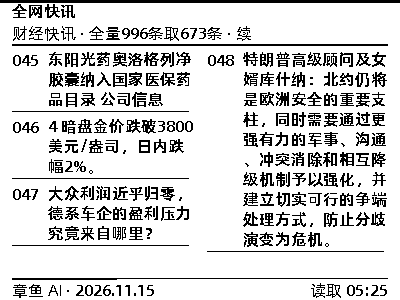 全网快讯
财经快讯 · 全量996条取673条 · 续
045 东阳光药奥洛格列净
胶囊纳入国家医保药
品目录 公司信息
046 4 暗盘金价跌破3800
美元/盎司，日内跌
幅2%。
047 大众利润近乎归零，
德系车企的盈利压力
究竟来自哪里？
048 特朗普高级顾问及女
婿库什纳：北约仍将
是欧洲安全的重要支
柱，同时需要通过更
强有力的军事、沟通
、冲突消除和相互降
级机制予以强化，并
建立切实可行的争端
处理方式，防止分歧
演变为危机。
章鱼 AI · 2026.11.15
读取 05:25